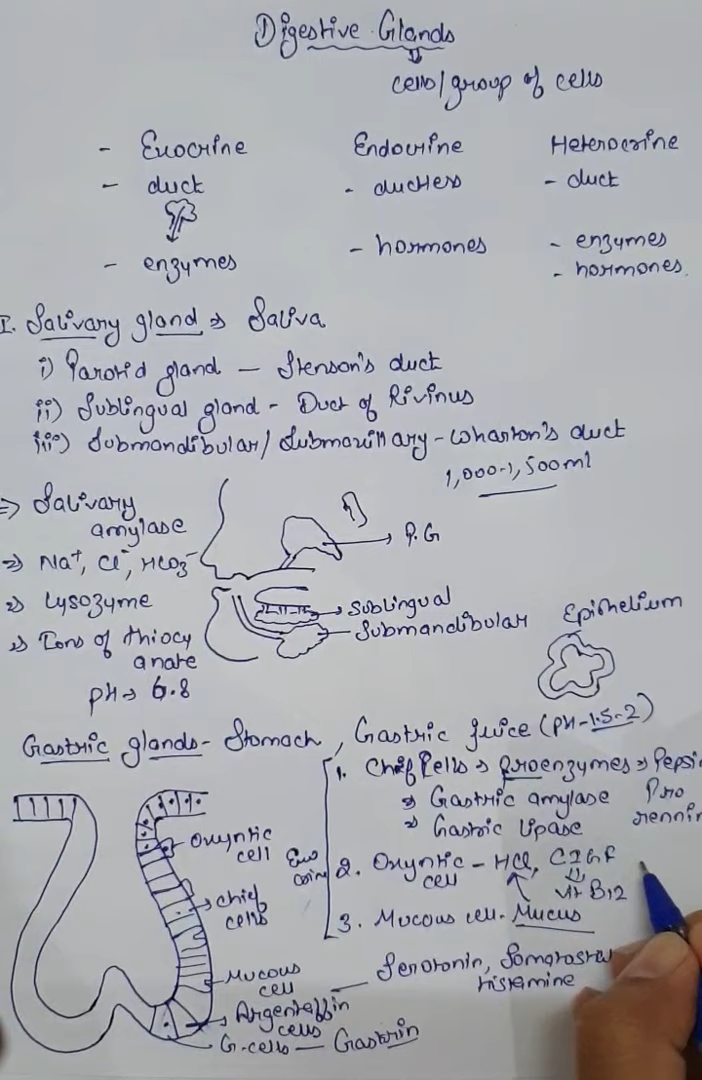 Digestive Glands
cells/group of cells
- Exocrine Endocrine Heterocrine
- duct - ductless - duct
- enzymes - hormones - enzymes
- hormones.
I. Salivary gland → Saliva
i) Parotid gland - Stenson's duct
ii) Sublingual gland - Duct of Rivinus
iii) Submandibular/Submaxillary - Wharton's duct
1,000-1,500ml
⇒ Salivary amylase
⇒ Na⁺, Cl⁻, HCO₃⁻
⇒ Lysozyme
⇒ Ions of thiocy
anate
pH → 6.8
P.G
Sublingual
Submandibular
Epithelium
Gastric glands - Stomach, Gastric juice (pH-1.5-2)
1. Chief Cells → Proenzymes → Pepsi
→ Gastric amylase Pro
→ Gastric lipase rennin
Exo
crine
2. Oxyntic - HCl, CIGF
cell
Vit B12
3. Mucous cell - Mucus
Oxyntic
cell
chief
cells
Mucous
cell
Argentaffin
cells
- Serotonin, Somatosta
Histamine
G-cells - Gastrin